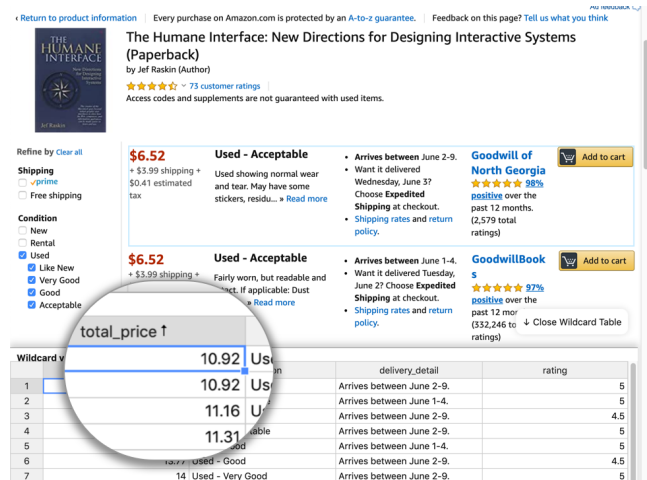 Ad feedback
‹ Return to product information | Every purchase on Amazon.com is protected by an A-to-z guarantee. | Feedback on this page? Tell us what you think
THE
HUMANE
INTERFACE
New Directions
for Designing
Interactive
Systems
Jef Raskin
The Humane Interface: New Directions for Designing Interactive Systems
(Paperback)
by Jef Raskin (Author)
73 customer ratings
Access codes and supplements are not guaranteed with used items.
Refine by Clear all
Shipping
prime
Free shipping
Condition
New
Rental
Used
Like New
Very Good
Good
Acceptable
$6.52
+ $3.99 shipping +
$0.41 estimated
tax
Used - Acceptable
Used showing normal wear
and tear. May have some
stickers, residu... » Read more
• Arrives between June 2-9.
• Want it delivered
Wednesday, June 3?
Choose Expedited
Shipping at checkout.
• Shipping rates and return
policy.
Goodwill of
North Georgia
98%
positive over the
past 12 months.
(2,579 total
ratings)
Add to cart
$6.52
+ $3.99 shipping +
Used - Acceptable
Fairly worn, but readable and
If applicable: Dust
» Read more
• Arrives between June 1-4.
• Want it delivered Tuesday,
June 2? Choose Expedited
Shipping at checkout.
• Shipping rates and return
policy.
GoodwillBook
s
97%
positive over the
past 12
(332,246
ratings)
Add to cart
↓ Close Wildcard Table
Wildcard
total_price ↑
10.92
10.92
11.16
11.31
delivery_detail rating
1 Arrives between June 2-9. 5
2 Arrives between June 1-4. 5
3 Arrives between June 2-9. 4.5
4 Arrives between June 2-9. 5
5 Arrives between June 1-4. 5
6 13.77 Used - Good Arrives between June 2-9. 4.5
7 14 Used - Very Good Arrives between June 2-9. 5